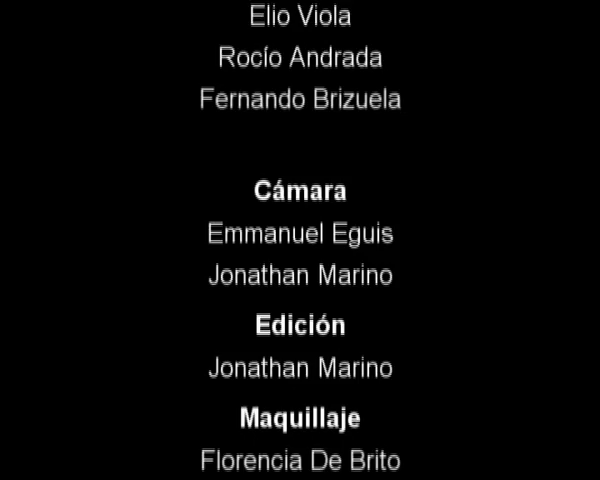 Elio Viola
Rocío Andrada
Fernando Brizuela
Cámara
Emmanuel Eguis
Jonathan Marino
Edición
Jonathan Marino
Maquillaje
Florencia De Brito